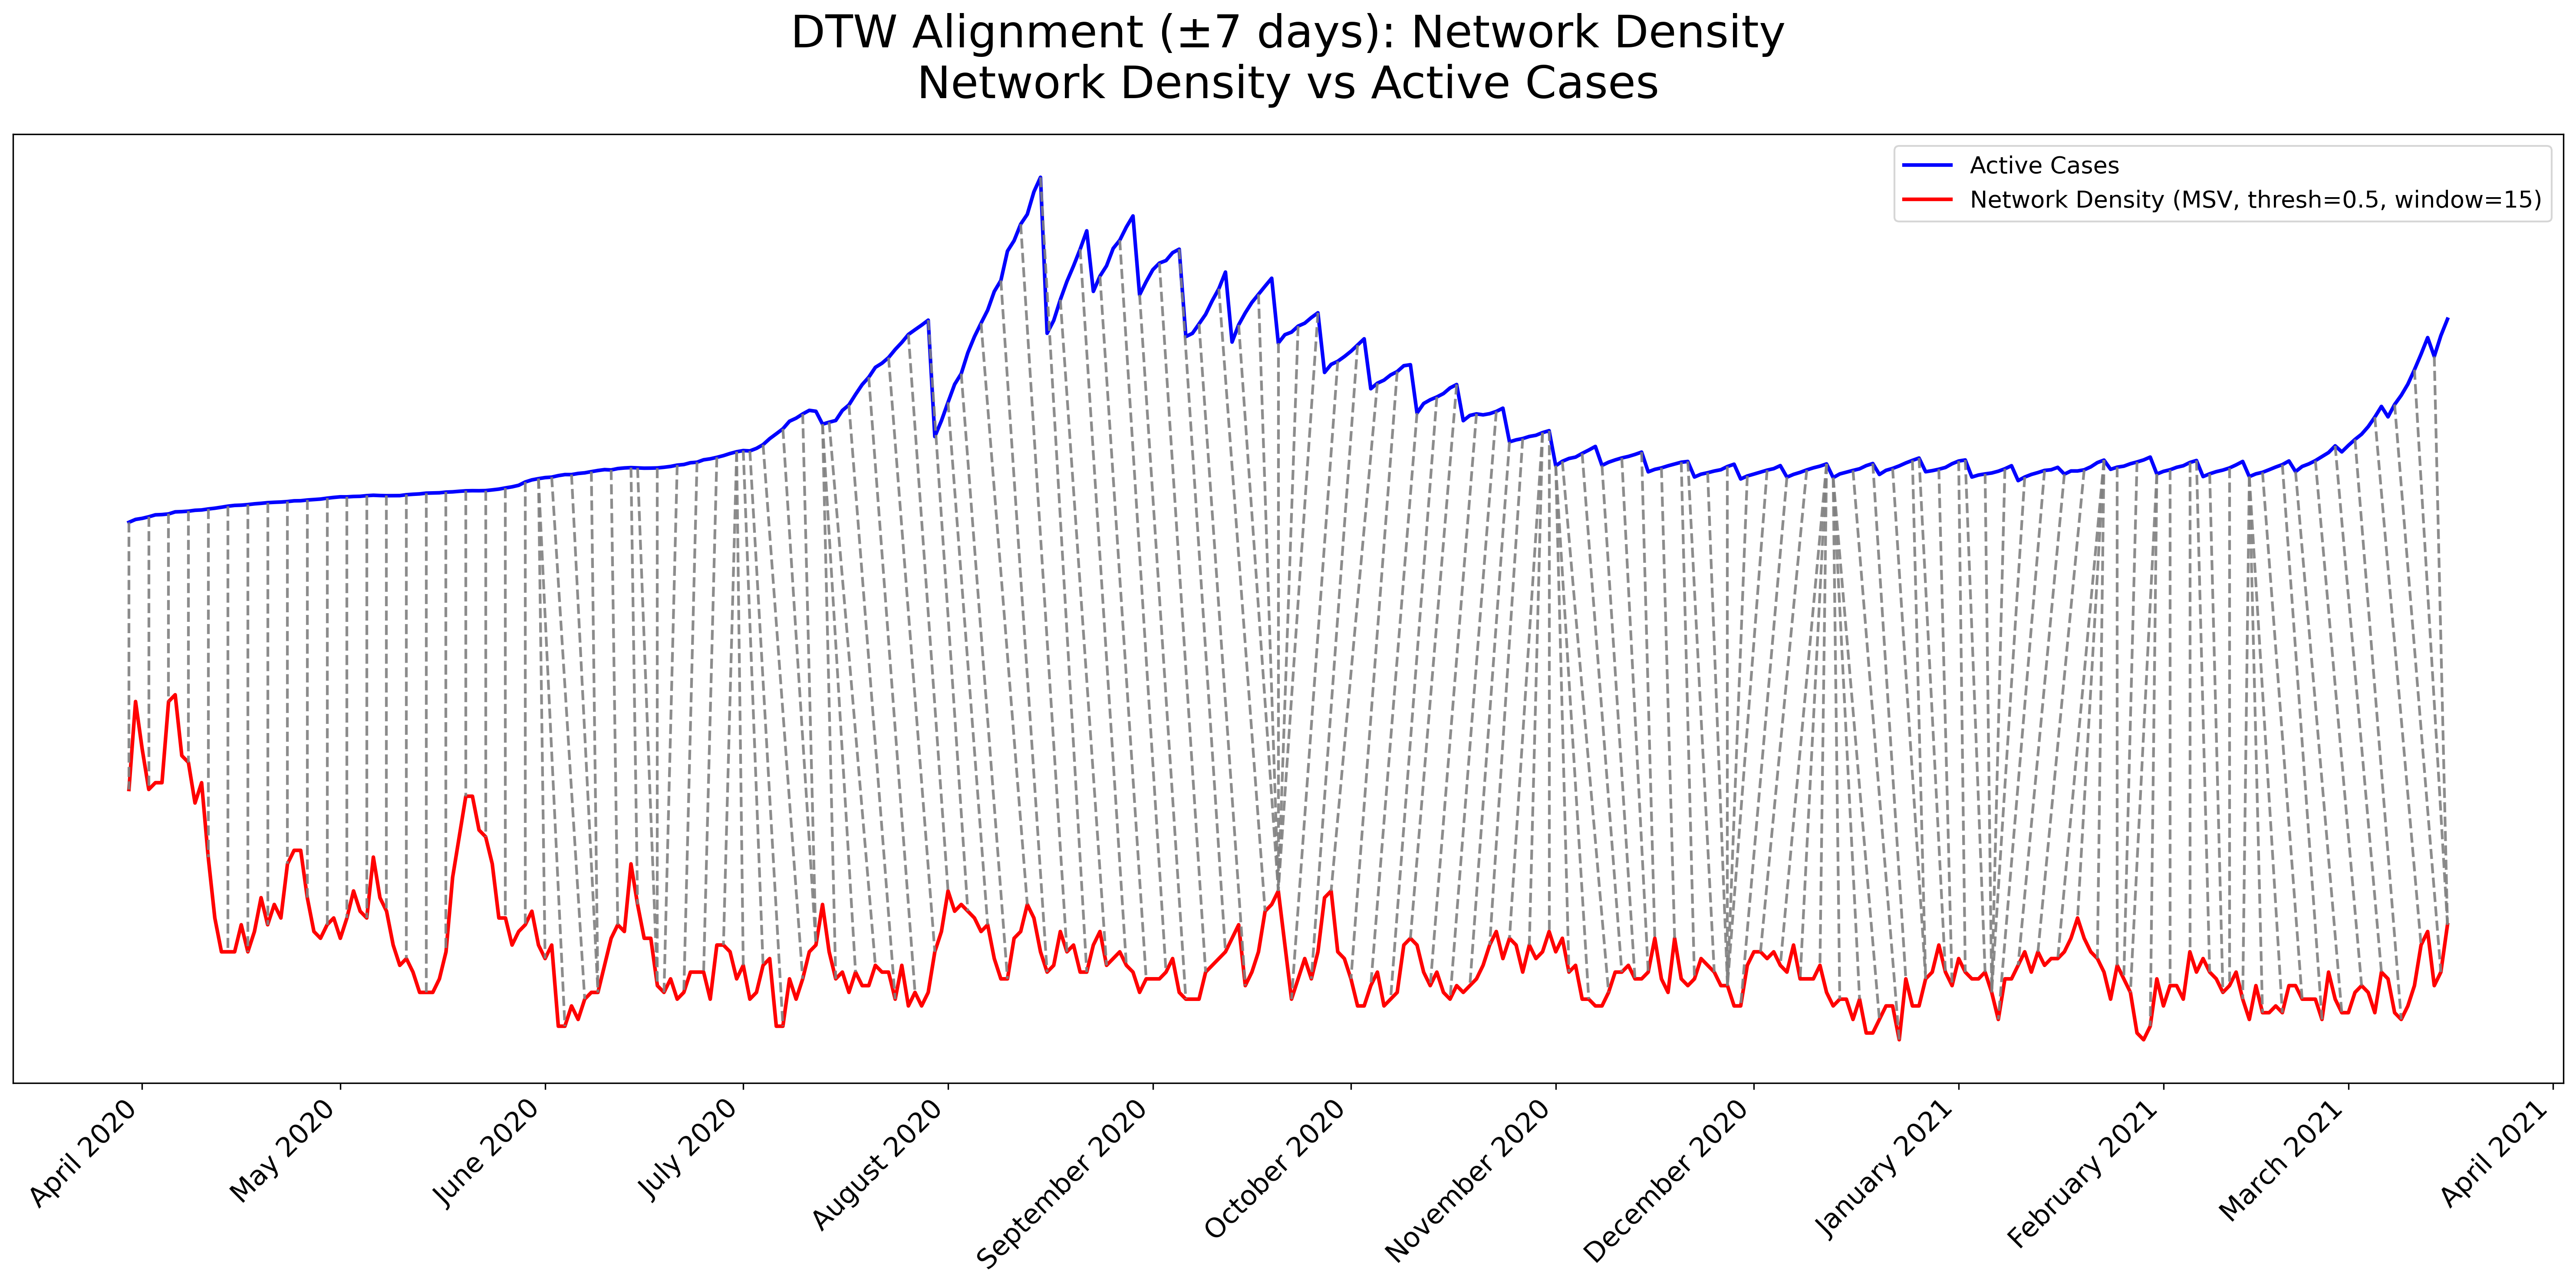 DTW Alignment (±7 days): Network Density
Network Density vs Active Cases
Active Cases
Network Density (MSV, thresh=0.5, window=15)
April 2020
May 2020
June 2020
July 2020
August 2020
September 2020
October 2020
November 2020
December 2020
January 2021
February 2021
March 2021
April 2021